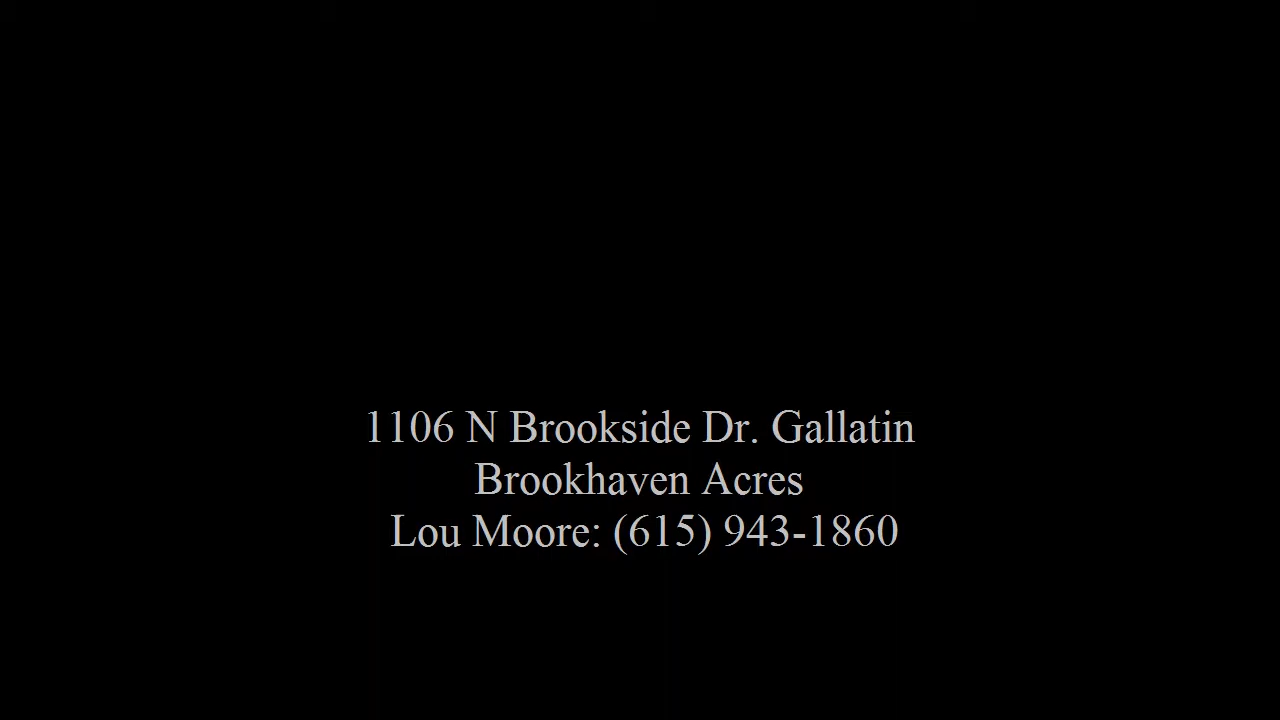 1106 N Brookside Dr. Gallatin
Brookhaven Acres
Lou Moore: (615) 943-1860